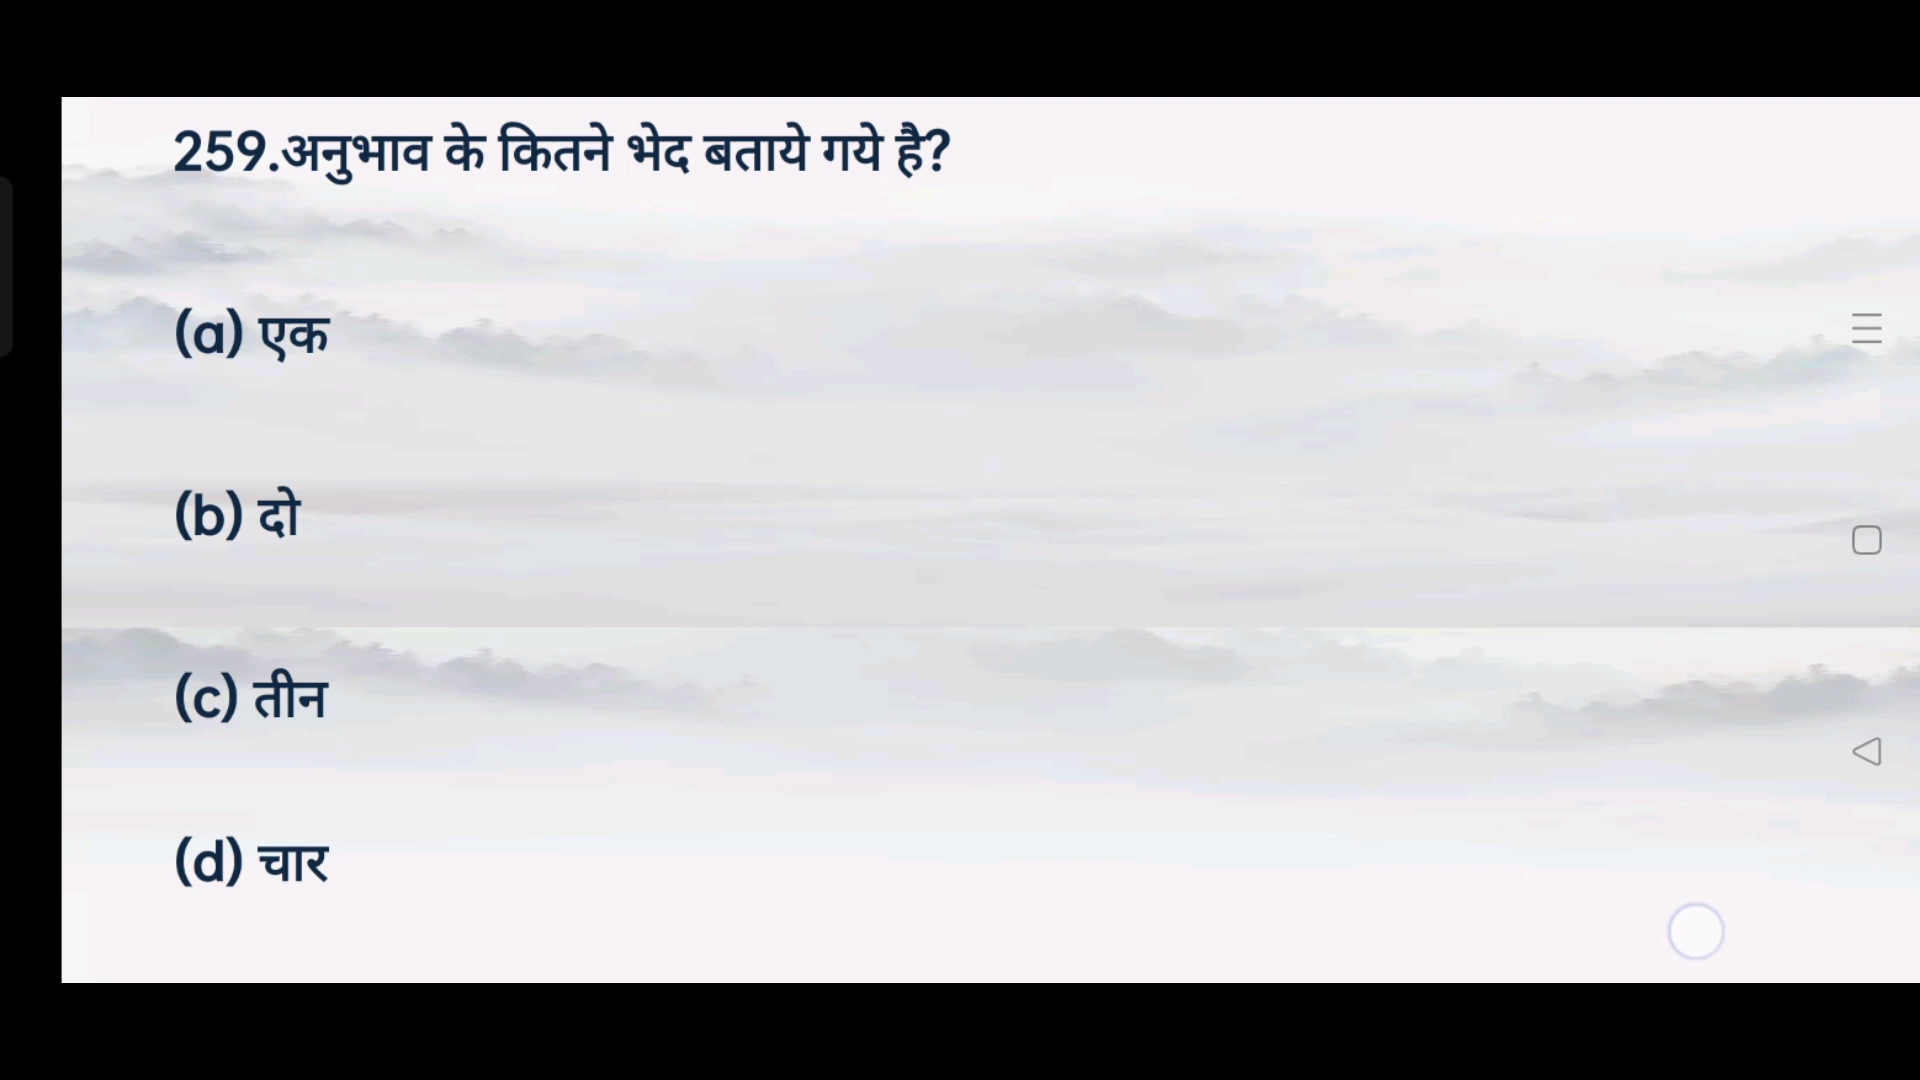 259.अनुभाव के कितने भेद बताये गये है?
(a) एक
(b) दो
(c) तीन
(d) चार